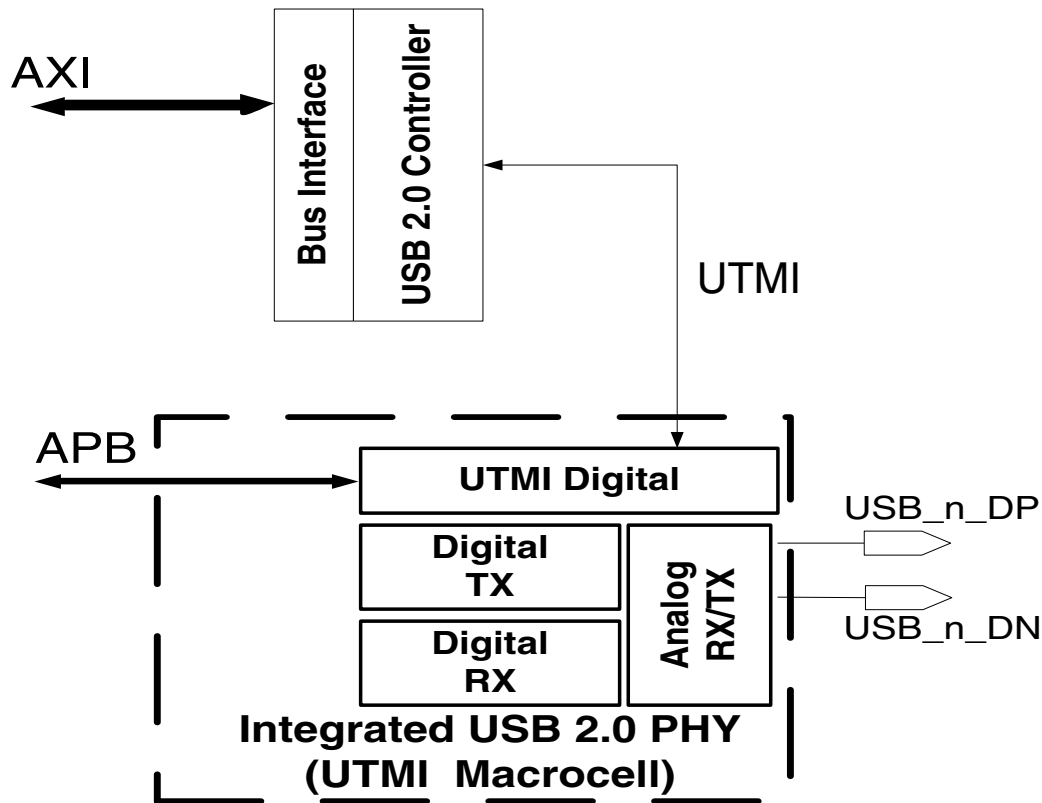 AXI
Bus Interface
USB 2.0 Controller
UTMI
APB
UTMI Digital
USB_n_DP
Digital
TX
Analog
RX/TX
USB_n_DN
Digital
RX
Integrated USB 2.0 PHY
(UTMI Macrocell)